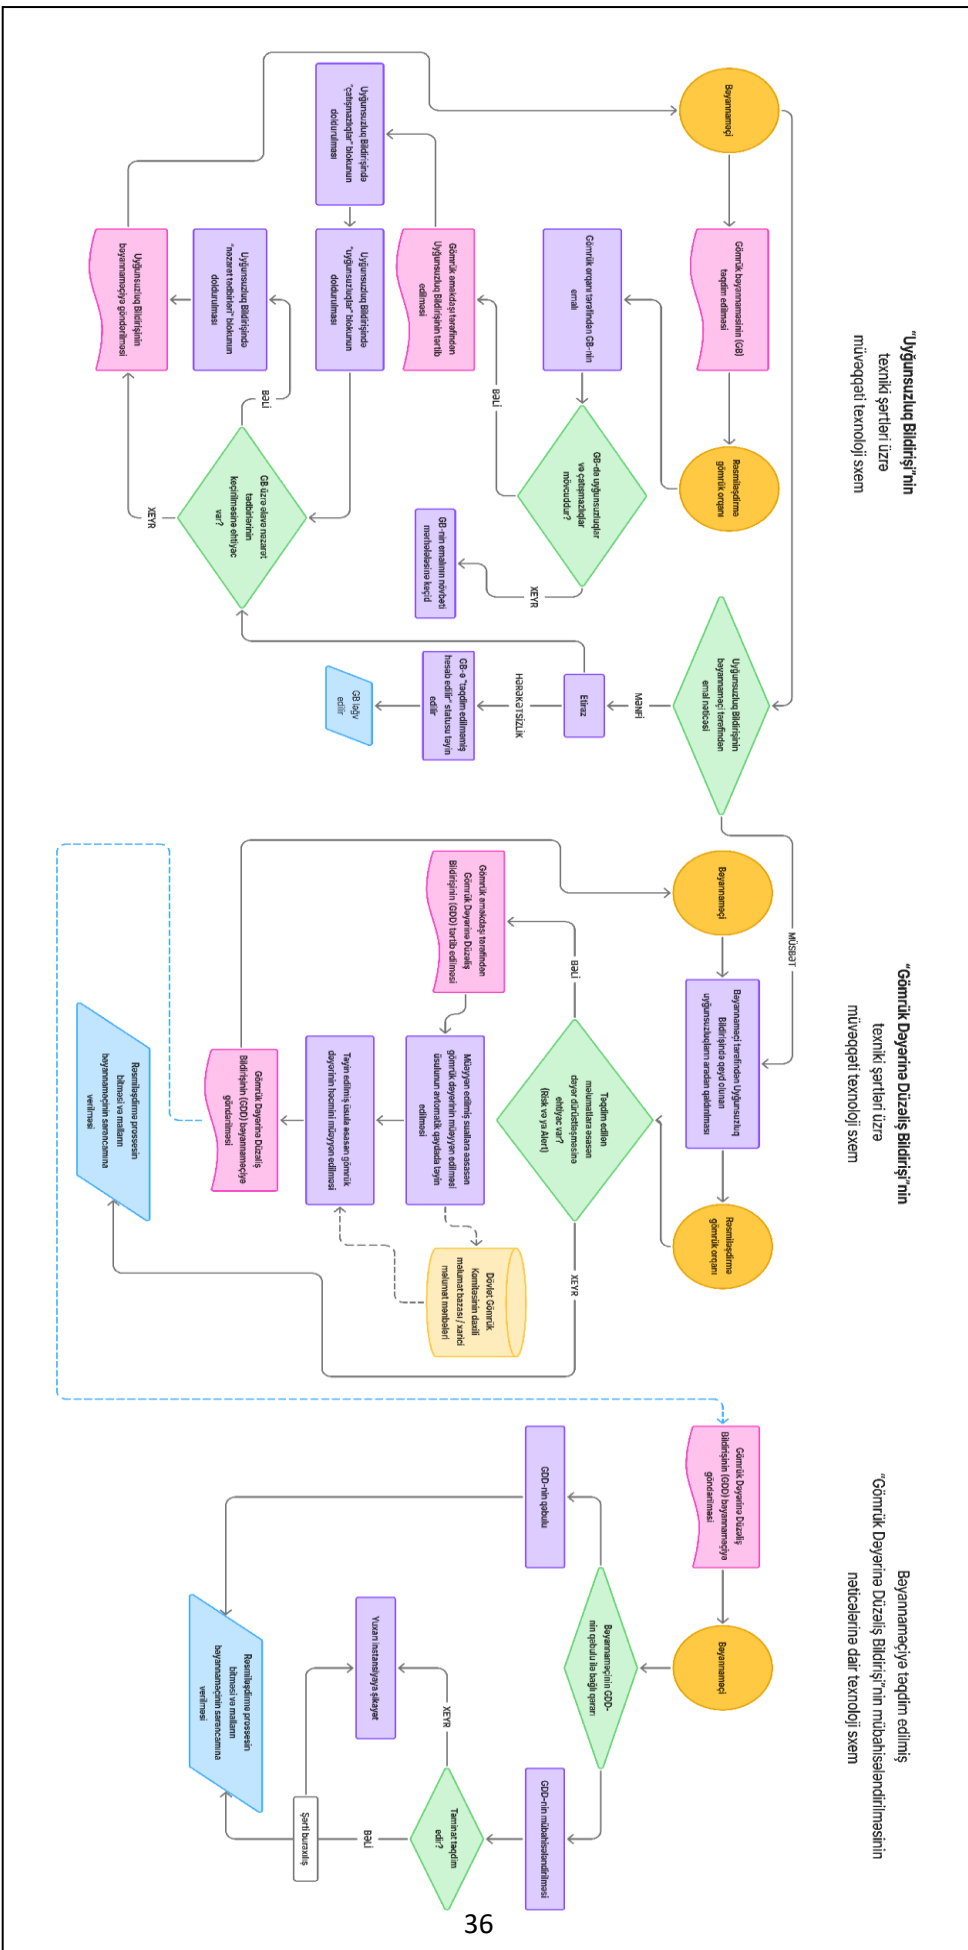 "Uyğunsuzluq Bildirişi"nin
texniki şərtləri üzrə
müvəqqəti texnoloji sxem
Bəyannaməçi
Gömrük bəyannaməsinin (GB)
təqdim edilməsi
Rəsmiləşdirmə
gömrük orqanı
Gömrük orqanı tərəfindən GB-nin
emalı
GB-də uyğunsuzluqlar
və çatışmazlıqlar
mövcuddur?
BƏLİ
XEYR
GB-nin emalının növbəti
mərhələsinə keçid
Gömrük əməkdaşı tərəfindən
Uyğunsuzluq Bildirişinin tərtib
edilməsi
Uyğunsuzluq Bildirişində
"çatışmazlıqlar" blokunun
doldurulması
Uyğunsuzluq Bildirişində
"uyğunsuzluqlar" blokunun
doldurulması
GB üzrə əlavə nəzarət
tədbirlərinin
keçirilməsinə ehtiyac
var?
BƏLİ
XEYR
Uyğunsuzluq Bildirişində
"nəzarət tədbirləri" blokunun
doldurulması
Uyğunsuzluq Bildirişinin
bəyannaməçiyə göndərilməsi
Uyğunsuzluq Bildirişinin
bəyannaməçi tərəfindən
emal nəticəsi
MƏNFİ
MÜSBƏT
Etiraz
HƏRƏKƏTSİZLİK
GB-ə "təqdim edilməmiş
hesab edilir" statusu təyin
edilir
GB ləğv
edilir
"Gömrük Dəyərinə Düzəliş Bildirişi"nin
texniki şərtləri üzrə
müvəqqəti texnoloji sxem
Bəyannaməçi
Bəyannaməçi tərəfindən Uyğunsuzluq
Bildirişində qeyd olunan
uyğunsuzluqların aradan qaldırılması
Rəsmiləşdirmə
gömrük orqanı
Təqdim edilən
məlumatlara əsasən
dəyər dürüstləşməsinə
ehtiyac var?
(Risk və ya Alert)
BƏLİ
XEYR
Gömrük əməkdaşı tərəfindən
Gömrük Dəyərinə Düzəliş
Bildirişinin (GDD) tərtib edilməsi
Müəyyən edilmiş suallara əsasən
gömrük dəyərinin müəyyən edilməsi
üsulunun avtomatik qaydada təyin
edilməsi
Dövlət Gömrük
Komitəsinin daxili
məlumat bazası / xarici
məlumat mənbələri
Təyin edilmiş üsula əsasən gömrük
dəyərinin həcmini müəyyən edilməsi
Gömrük Dəyərinə Düzəliş
Bildirişinin (GDD) bəyannaməçiyə
göndərilməsi
Rəsmiləşdirmə prossesin
bitməsi və malların
bəyannaməçinin sərəncamına
verilməsi
Bəyannaməçiyə təqdim edilmiş
"Gömrük Dəyərinə Düzəliş Bildirişi"nin mübahisələndirilməsinin
nəticələrinə dair texnoloji sxem
Gömrük Dəyərinə Düzəliş
Bildirişinin (GDD) bəyannaməçiyə
göndərilməsi
Bəyannaməçi
Bəyannaməçinin GDD-
nin qəbulu ilə bağlı qərarı
GDD-nin qəbulu
GDD-nin mübahisələndirilməsi
Təminat təqdim
edir?
XEYR
BƏLİ
Yuxarı instansiyaya şikayət
Şərti buraxılış
Rəsmiləşdirmə prossesin
bitməsi və malların
bəyannaməçinin sərəncamına
verilməsi
36